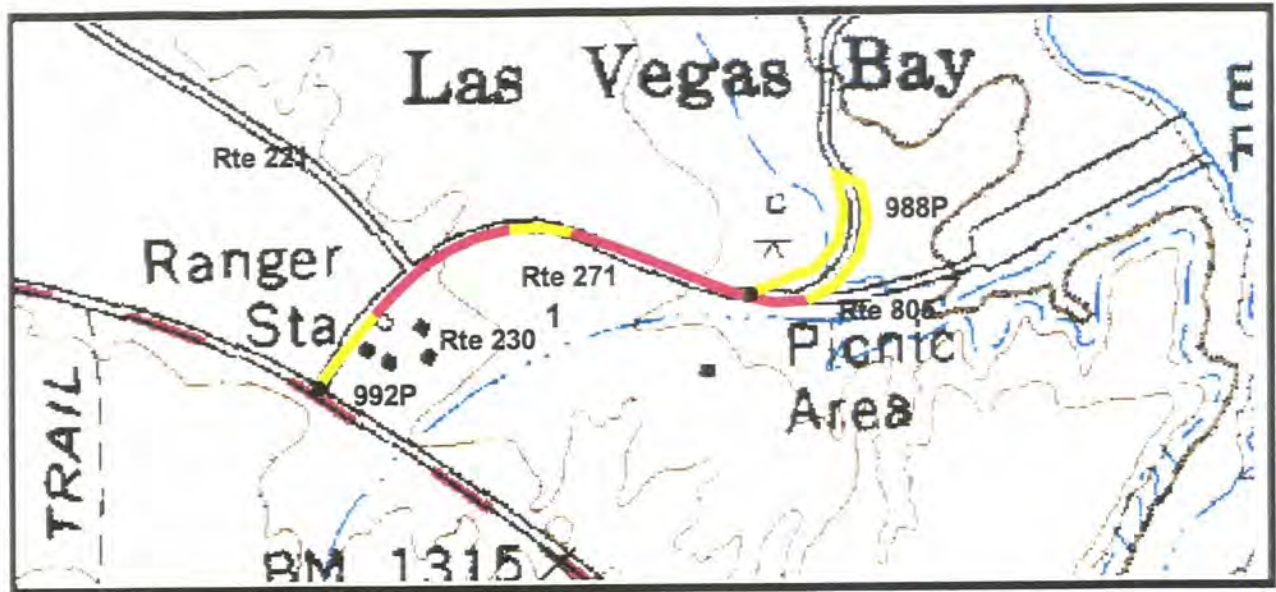 Las Vegas Bay
Rte 221
988P
Ranger
Sta
Rte 271
1
Rte 805
Rte 230
Picnic
Area
992P
TRAIL
BM 1315